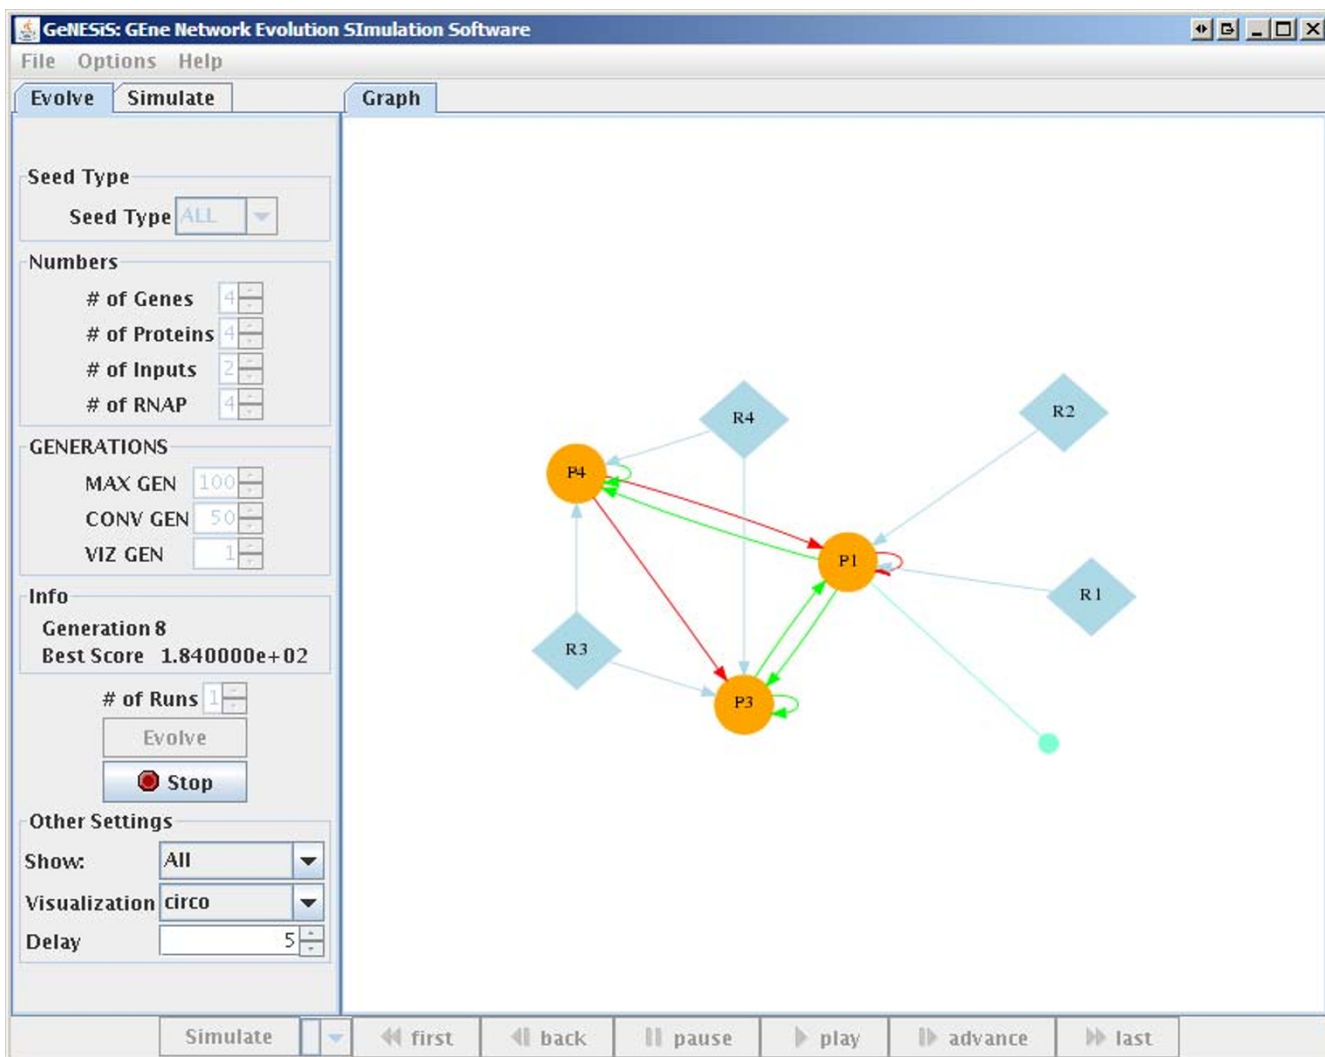 GeNESiS: GEne Network Evolution SImulation Software
File Options Help
Evolve Simulate Graph
Seed Type
Seed Type ALL
Numbers
# of Genes 4
# of Proteins 4
# of Inputs 2
# of RNAP 4
GENERATIONS
MAX GEN 100
CONV GEN 50
VIZ GEN 1
Info
Generation 8
Best Score 1.840000e+02
# of Runs 1
Evolve
Stop
Other Settings
Show: All
Visualization circo
Delay 5
R4
R2
P4
P1
R1
R3
P3
Simulate first back pause play advance last